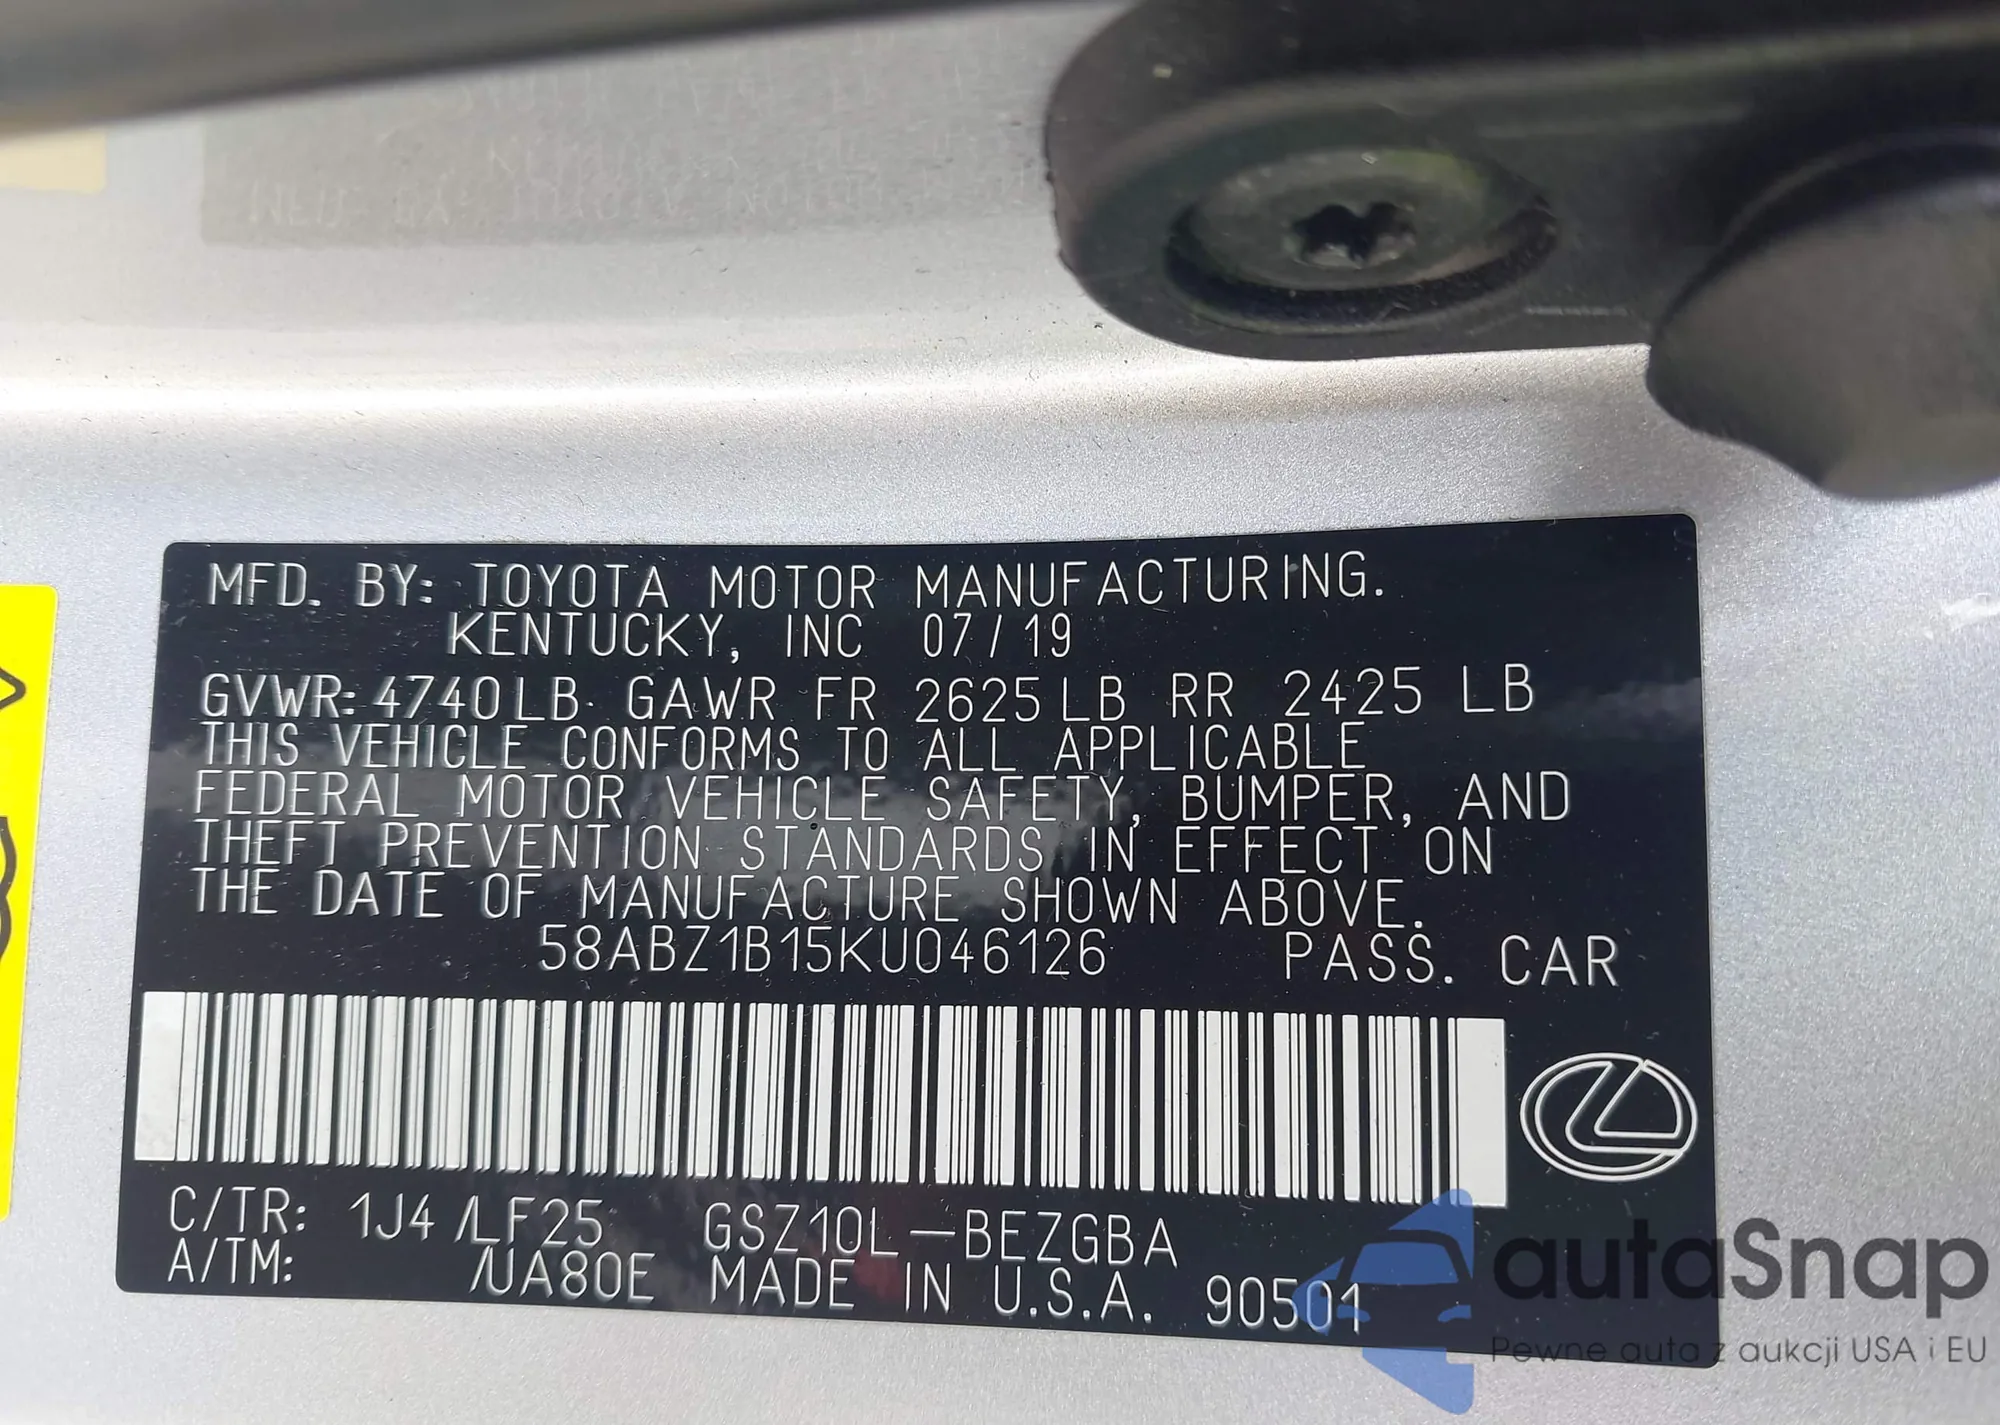 MFD. BY: TOYOTA MOTOR MANUFACTURING.
KENTUCKY, INC 07/19
GVWR: 4740LB GAWR FR 2625LB RR 2425 LB
THIS VEHICLE CONFORMS TO ALL APPLICABLE
FEDERAL MOTOR VEHICLE SAFETY, BUMPER, AND
THEFT PREVENTION STANDARDS IN EFFECT ON
THE DATE OF MANUFACTURE SHOWN ABOVE.
58ABZ1B15KU046126 PASS. CAR
C/TR: 1J4 /LF25 GSZ10L-BEZGBA
A/TM: /UA80E MADE IN U.S.A. 90501
autaSnap
Pewne auta z aukcji USA i EU